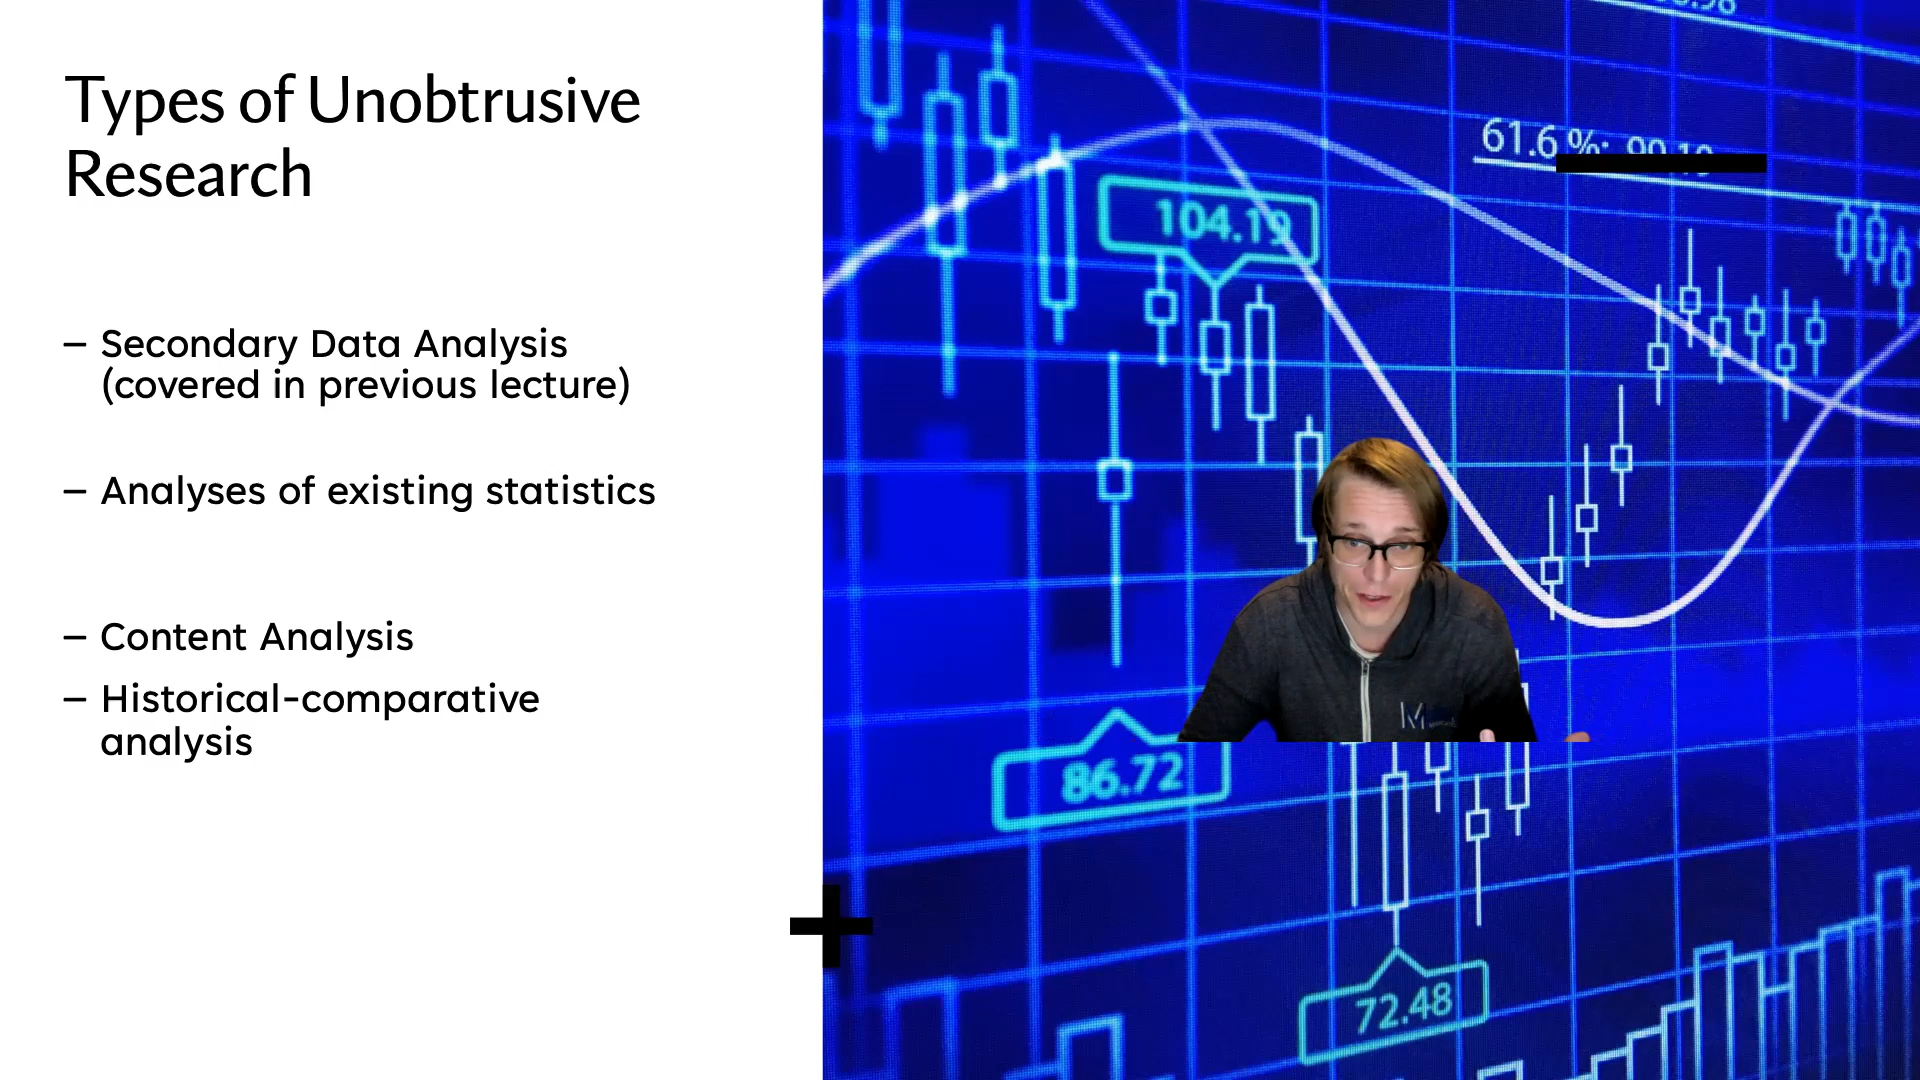 Types of Unobtrusive
Research
– Secondary Data Analysis
(covered in previous lecture)
– Analyses of existing statistics
– Content Analysis
– Historical-comparative
analysis
61.6 %:
104.19
86.72
72.48